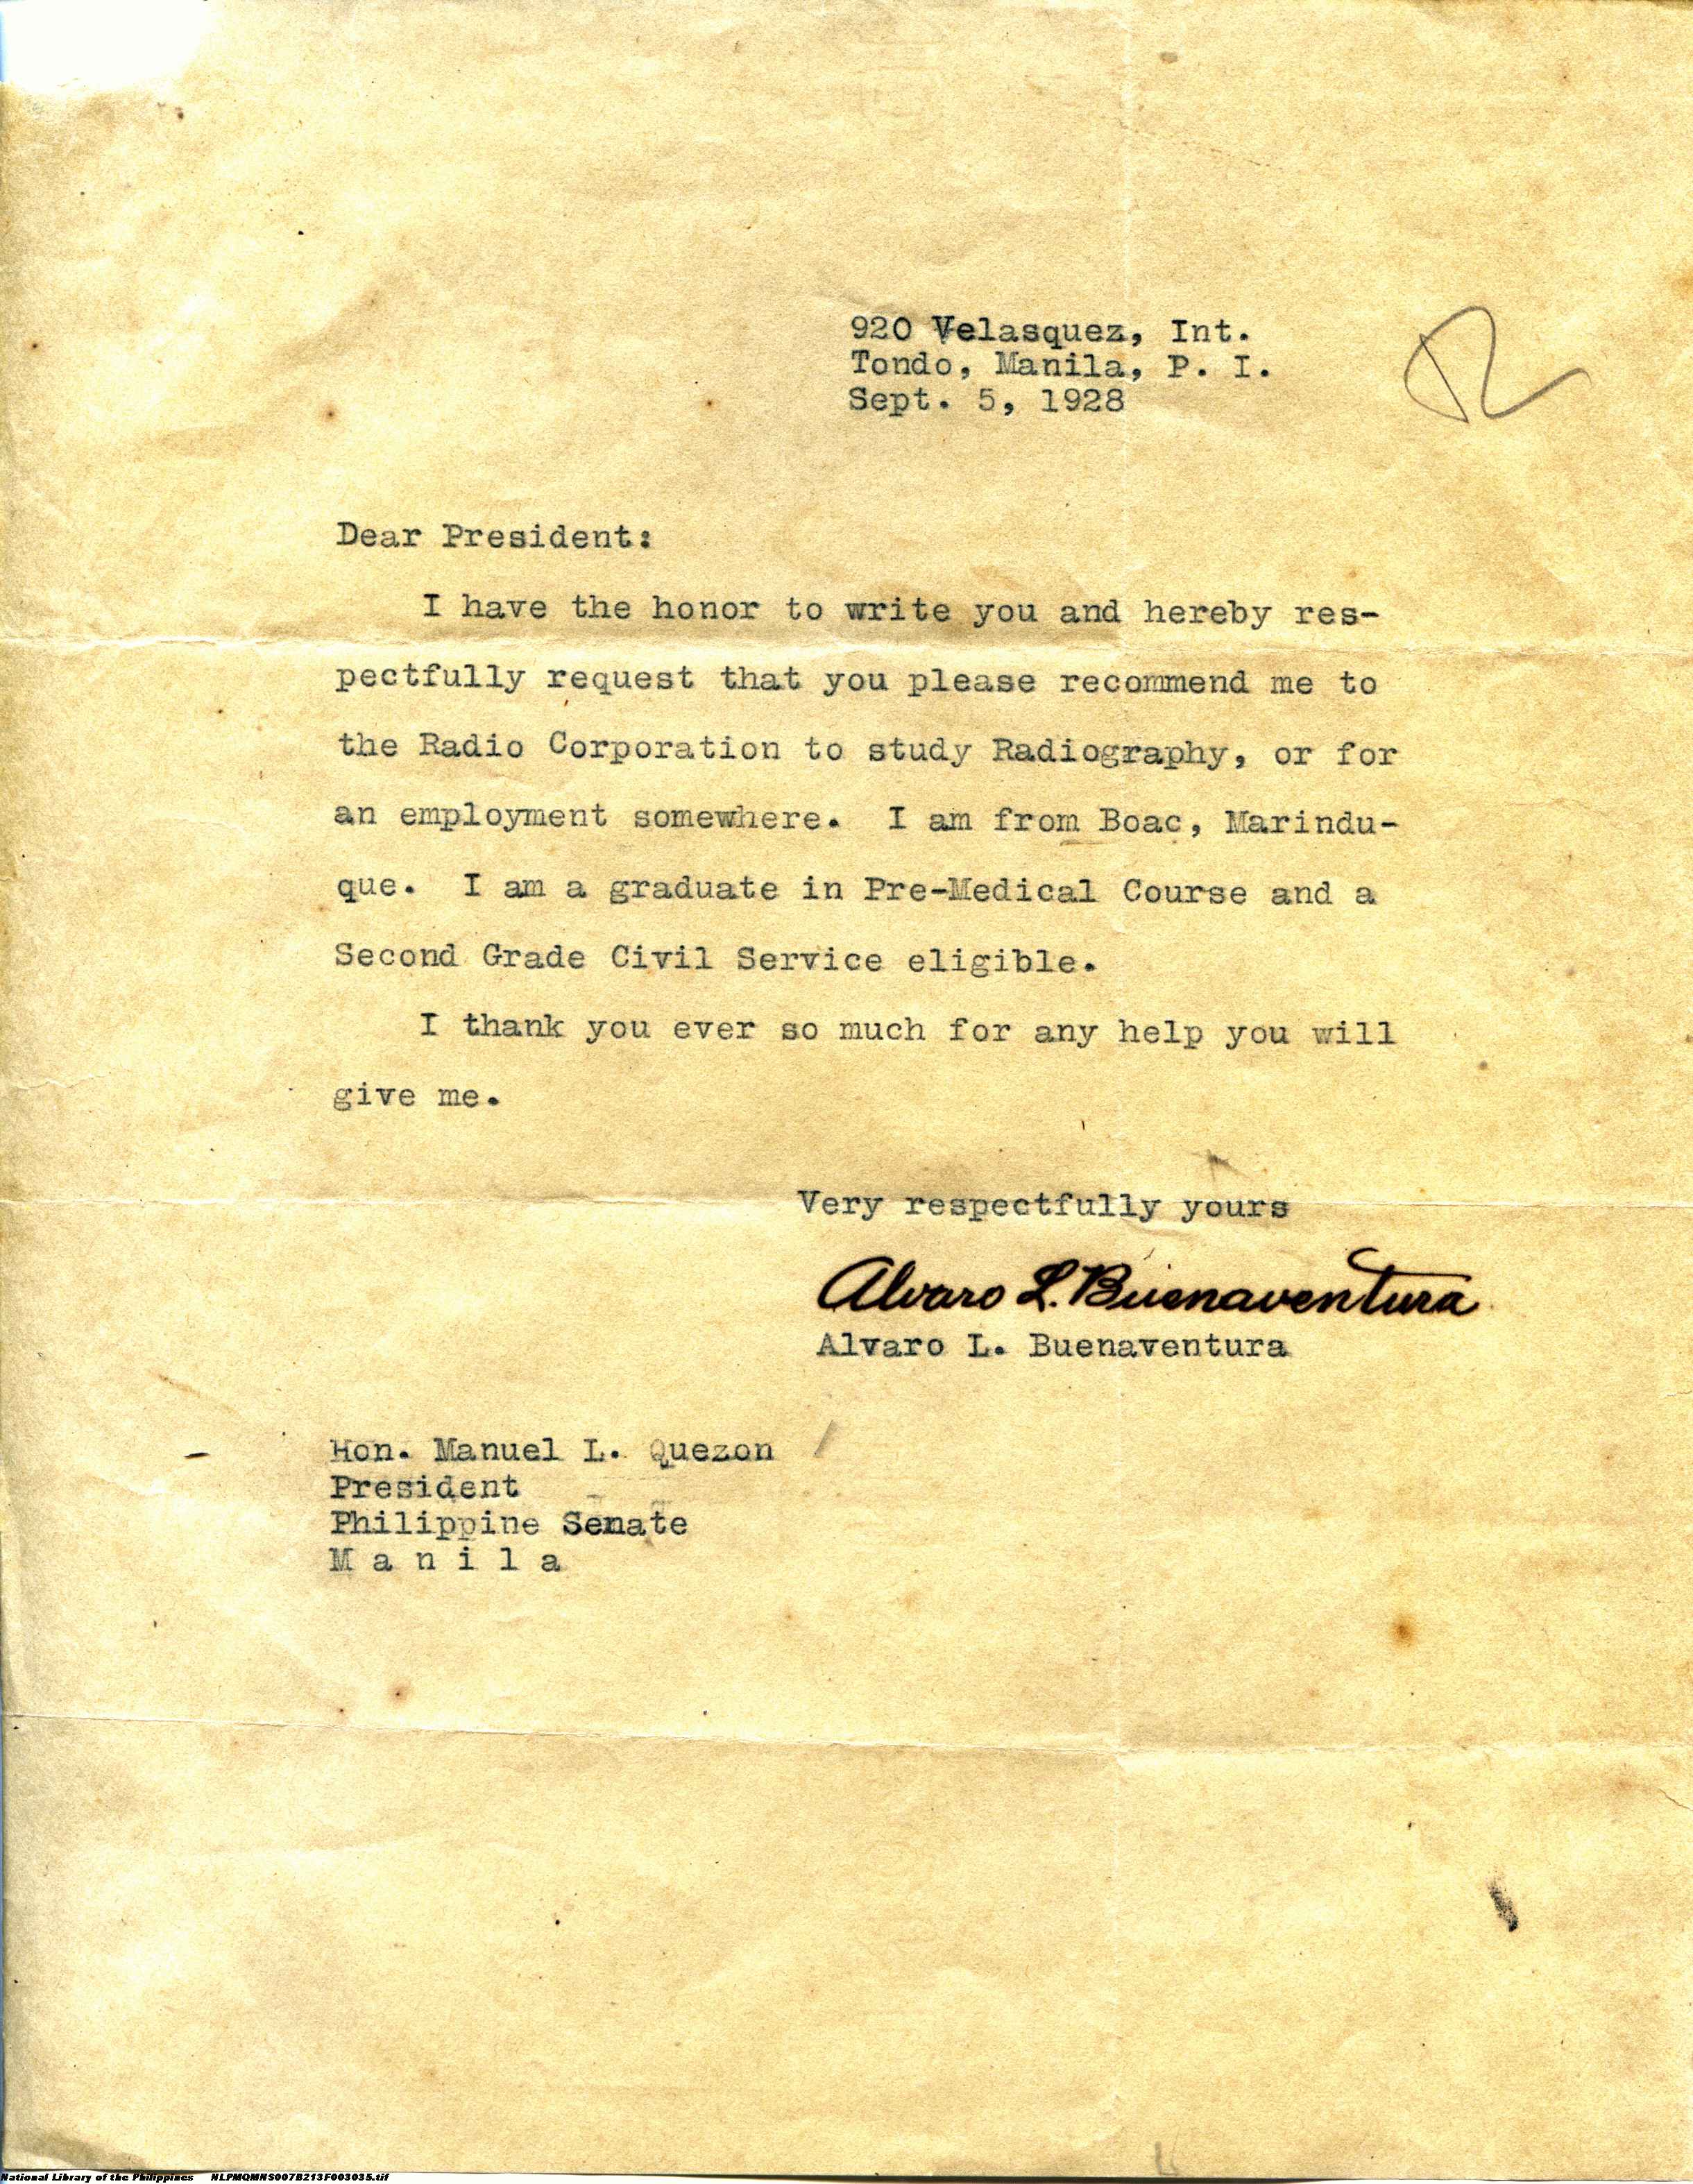 920 Velasquez, Int.
Tondo, Manila, P. I.
Sept. 5, 1928
R
Dear President:
I have the honor to write you and hereby res-
pectfully request that you please recommend me to
the Radio Corporation to study Radiography, or for
an employment somewhere. I am from Boac, Marindu-
que. I am a graduate in Pre-Medical Course and a
Second Grade Civil Service eligible.
I thank you ever so much for any help you will
give me.
Very respectfully yours
Alvaro L. Buenaventura
Alvaro L. Buenaventura
Hon. Manuel L. Quezon
President
Philippine Senate
M a n i l a
National Library of the Philippines NLPMQMNS007B213F003035.tif